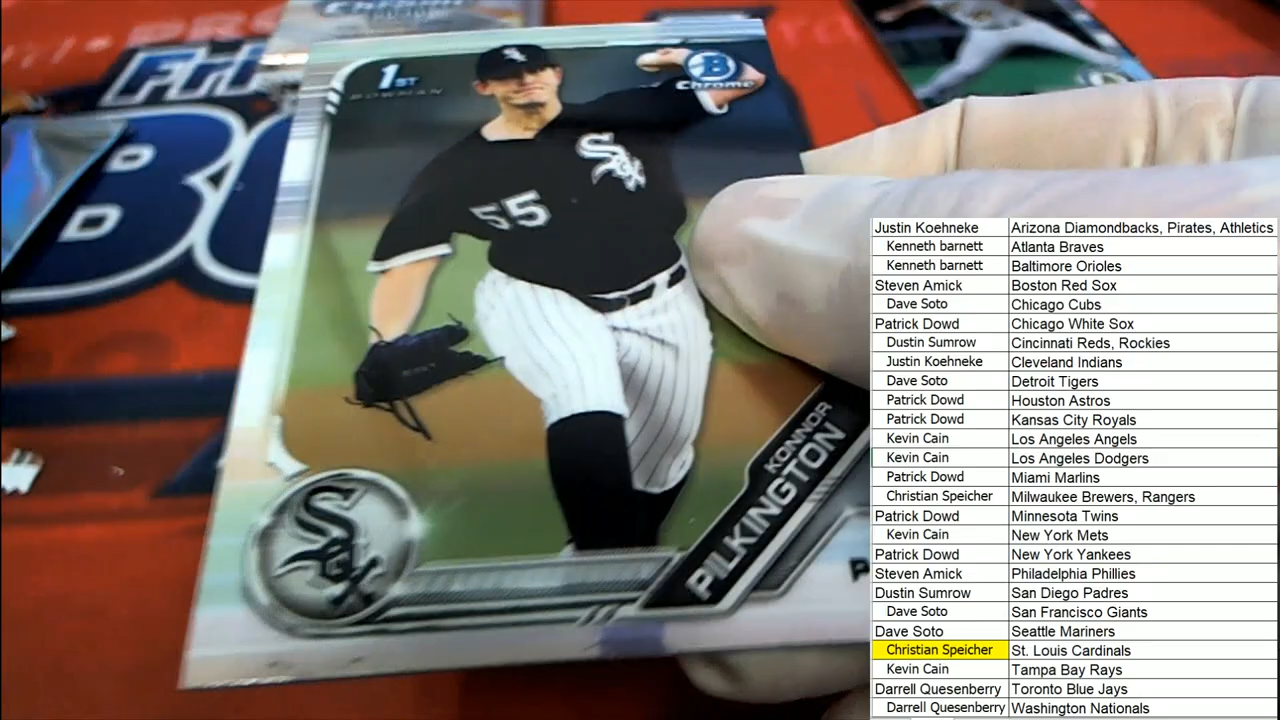 Chrome
Fri
BO
1ST
BOWMAN
B
Chrome
Sox
55
KONNOR
PILKINGTON
Sox
P
Justin Koehneke Arizona Diamondbacks, Pirates, Athletics
Kenneth barnett Atlanta Braves
Kenneth barnett Baltimore Orioles
Steven Amick Boston Red Sox
Dave Soto Chicago Cubs
Patrick Dowd Chicago White Sox
Dustin Sumrow Cincinnati Reds, Rockies
Justin Koehneke Cleveland Indians
Dave Soto Detroit Tigers
Patrick Dowd Houston Astros
Patrick Dowd Kansas City Royals
Kevin Cain Los Angeles Angels
Kevin Cain Los Angeles Dodgers
Patrick Dowd Miami Marlins
Christian Speicher Milwaukee Brewers, Rangers
Patrick Dowd Minnesota Twins
Kevin Cain New York Mets
Patrick Dowd New York Yankees
Steven Amick Philadelphia Phillies
Dustin Sumrow San Diego Padres
Dave Soto San Francisco Giants
Dave Soto Seattle Mariners
Christian Speicher St. Louis Cardinals
Kevin Cain Tampa Bay Rays
Darrell Quesenberry Toronto Blue Jays
Darrell Quesenberry Washington Nationals